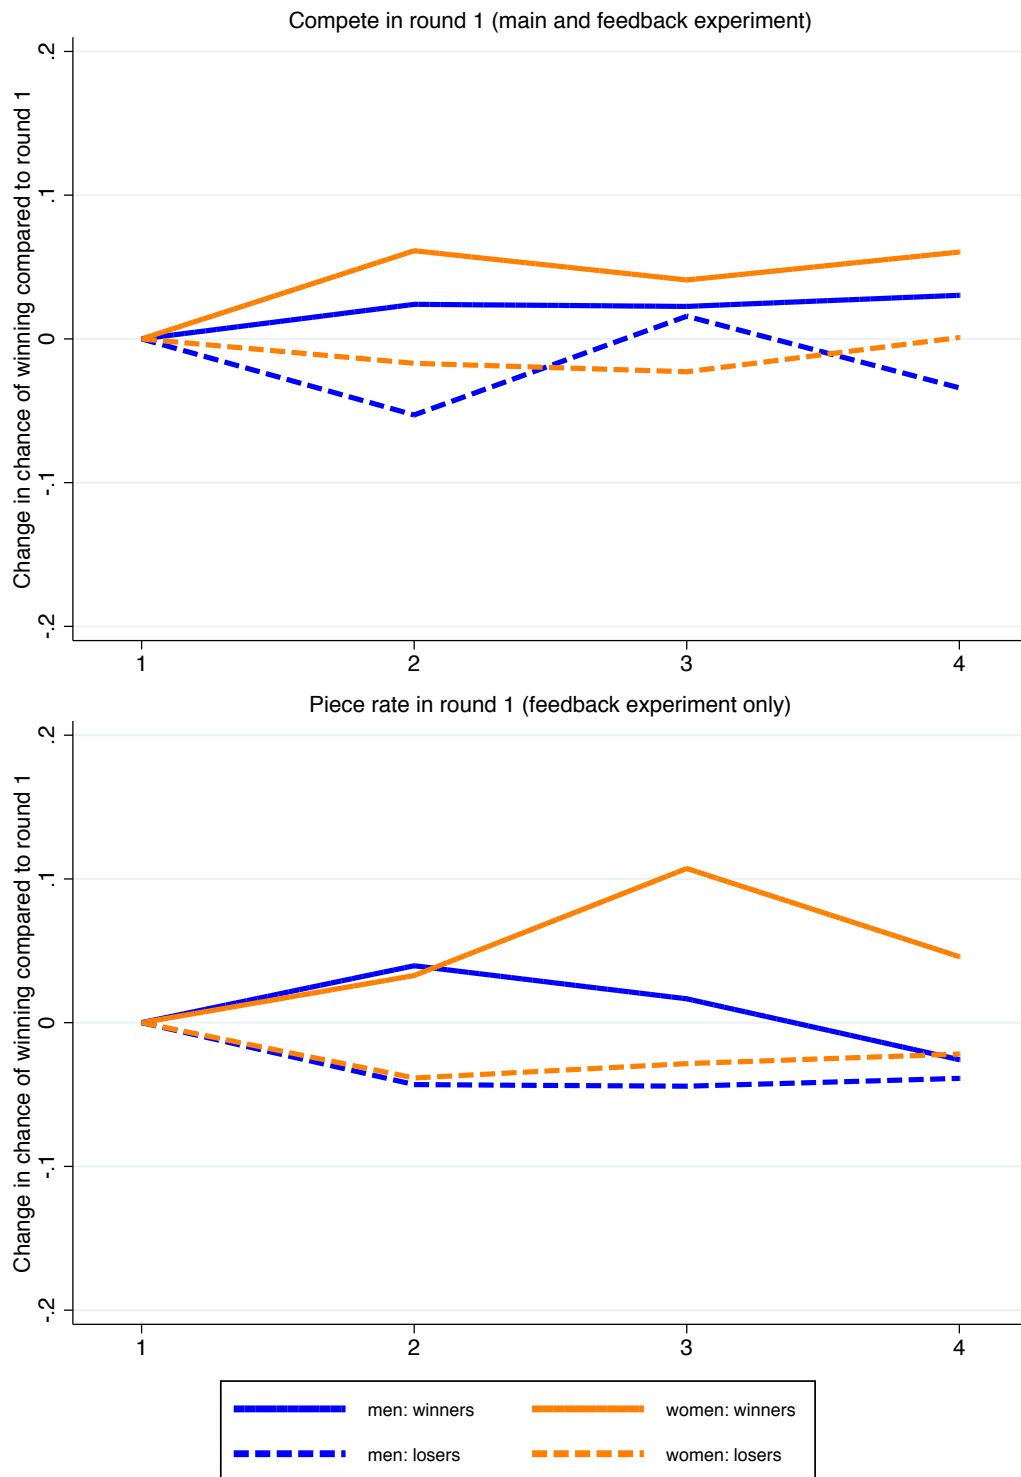 Compete in round 1 (main and feedback experiment)
Change in chance of winning compared to round 1
.2
.1
0
-.1
-.2
1 2 3 4
Piece rate in round 1 (feedback experiment only)
Change in chance of winning compared to round 1
.2
.1
0
-.1
-.2
1 2 3 4
men: winners women: winners
men: losers women: losers